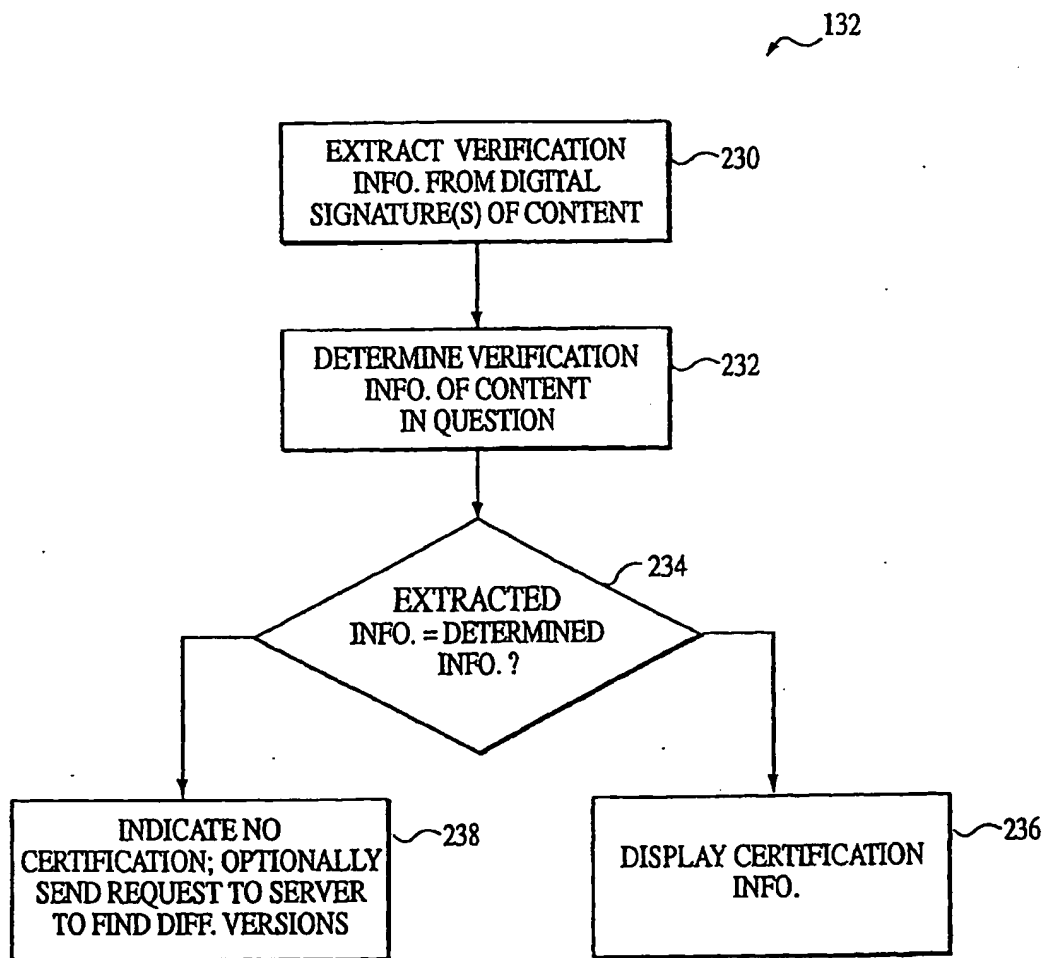 132
EXTRACT VERIFICATION
INFO. FROM DIGITAL
SIGNATURE(S) OF CONTENT
230
DETERMINE VERIFICATION
INFO. OF CONTENT
IN QUESTION
232
234
EXTRACTED
INFO. = DETERMINED
INFO. ?
INDICATE NO
CERTIFICATION; OPTIONALLY
SEND REQUEST TO SERVER
TO FIND DIFF. VERSIONS
238
DISPLAY CERTIFICATION
INFO.
236